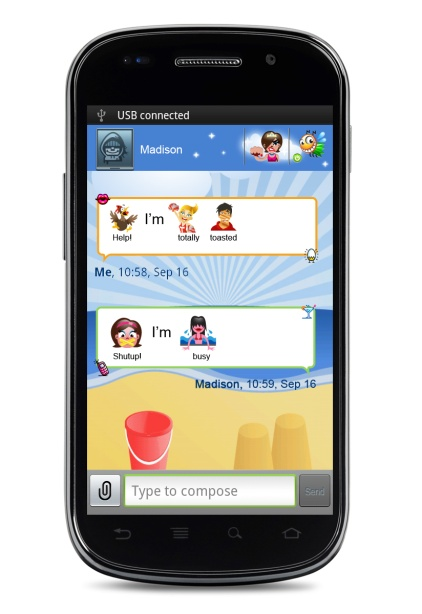 USB connected
Madison
I'm
Help! totally toasted
Me, 10:58, Sep 16
I'm
Shutup! busy
Madison, 10:59, Sep 16
Type to compose Send